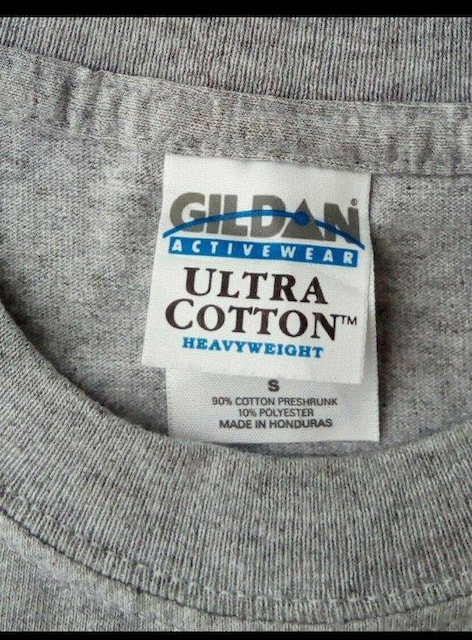 GILDAN®
ACTIVEWEAR
ULTRA
COTTON™
HEAVYWEIGHT
S
90% COTTON PRESHRUNK
10% POLYESTER
MADE IN HONDURAS